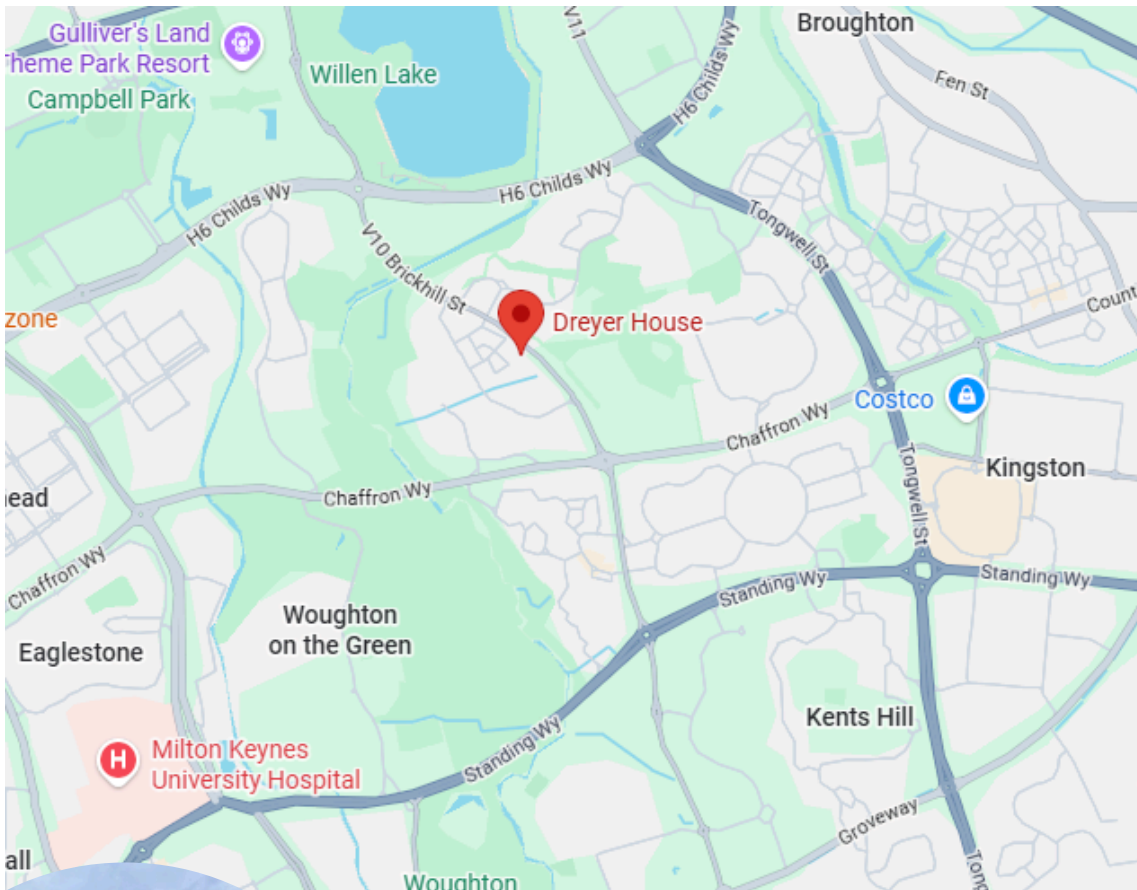 Gulliver's Land
Theme Park Resort
Campbell Park
Willen Lake
V11
H6 Childs Wy
Broughton
Fen St
H6 Childs Wy
H6 Childs Wy
Tongwell St
V10 Brickhill St
zone
Dreyer House
Count
Costco
Chaffron Wy
Kingston
Tongwell St
ead
Chaffron Wy
Chaffron Wy
Standing Wy
Standing Wy
Woughton
on the Green
Eaglestone
Kents Hill
H
Milton Keynes
University Hospital
Standing Wy
Groveway
all
Woughton
Tong